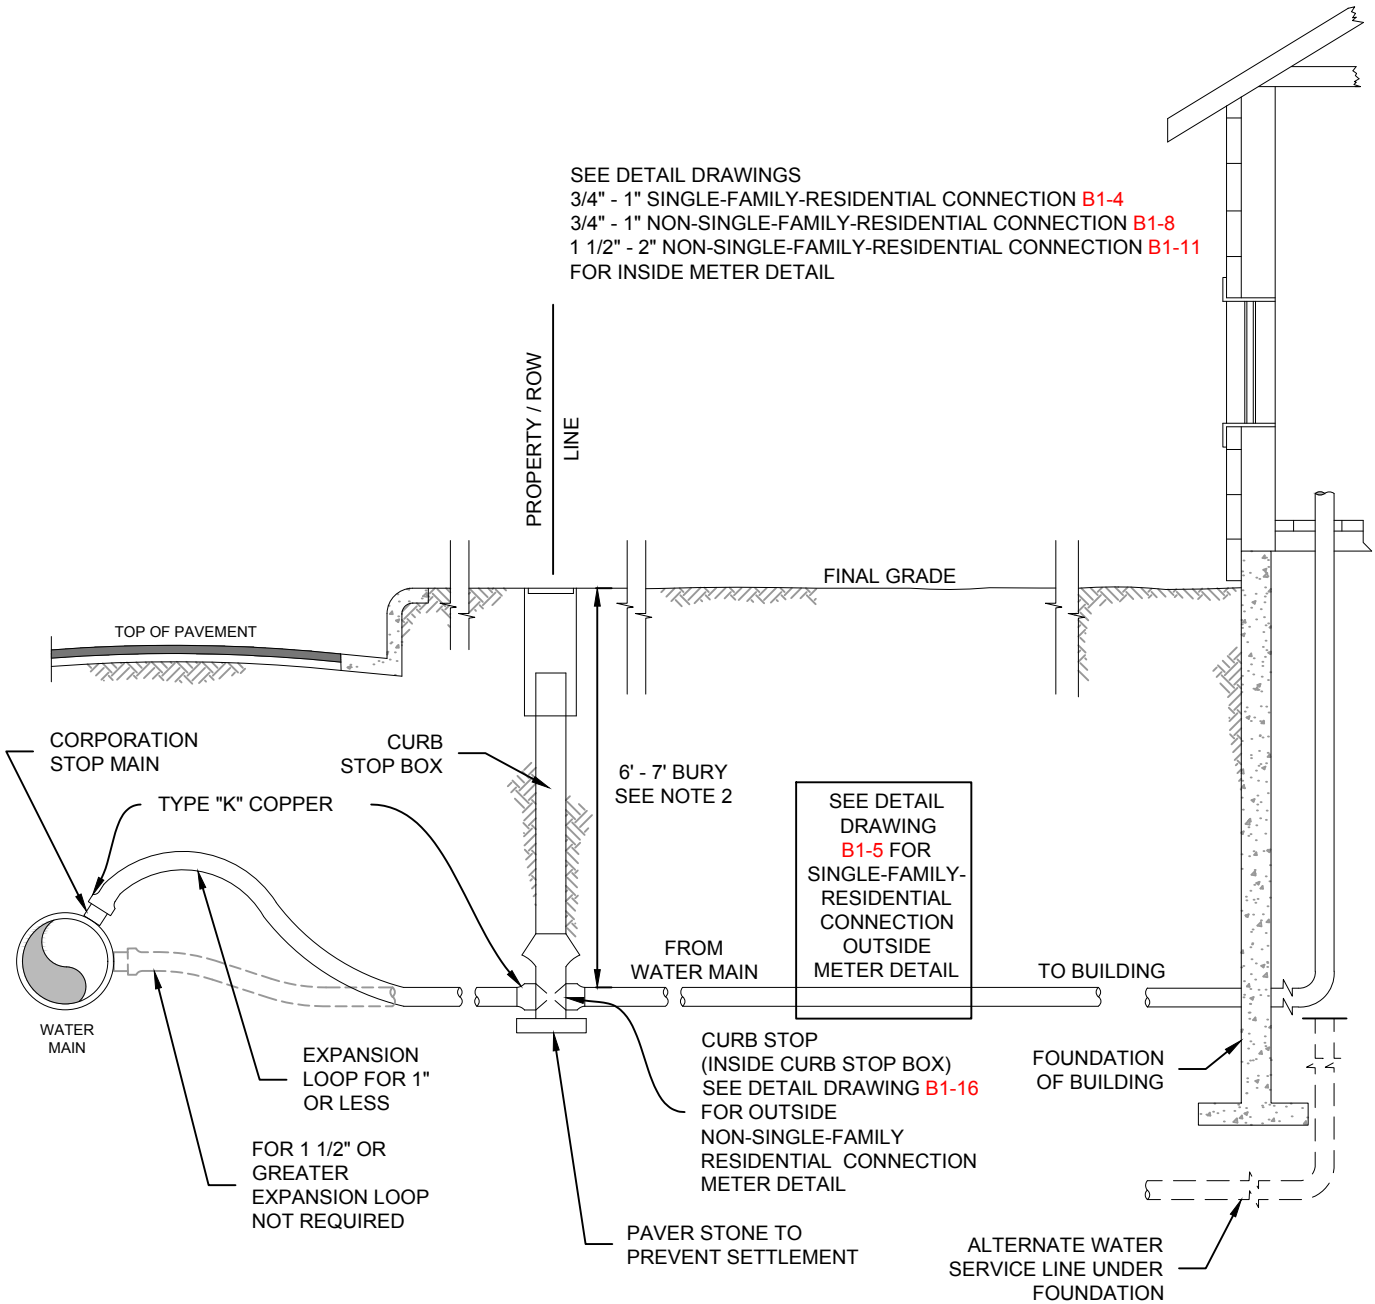 SEE DETAIL DRAWINGS
3/4" - 1" SINGLE-FAMILY-RESIDENTIAL CONNECTION B1-4
3/4" - 1" NON-SINGLE-FAMILY-RESIDENTIAL CONNECTION B1-8
1 1/2" - 2" NON-SINGLE-FAMILY-RESIDENTIAL CONNECTION B1-11
FOR INSIDE METER DETAIL
PROPERTY / ROW
LINE
FINAL GRADE
TOP OF PAVEMENT
CORPORATION
STOP MAIN
CURB
STOP BOX
6' - 7' BURY
SEE NOTE 2
TYPE "K" COPPER
SEE DETAIL
DRAWING
B1-5 FOR
SINGLE-FAMILY-
RESIDENTIAL
CONNECTION
OUTSIDE
METER DETAIL
FROM
WATER MAIN
TO BUILDING
WATER
MAIN
EXPANSION
LOOP FOR 1"
OR LESS
CURB STOP
(INSIDE CURB STOP BOX)
SEE DETAIL DRAWING B1-16
FOR OUTSIDE
NON-SINGLE-FAMILY
RESIDENTIAL CONNECTION
METER DETAIL
FOUNDATION
OF BUILDING
FOR 1 1/2" OR
GREATER
EXPANSION LOOP
NOT REQUIRED
PAVER STONE TO
PREVENT SETTLEMENT
ALTERNATE WATER
SERVICE LINE UNDER
FOUNDATION